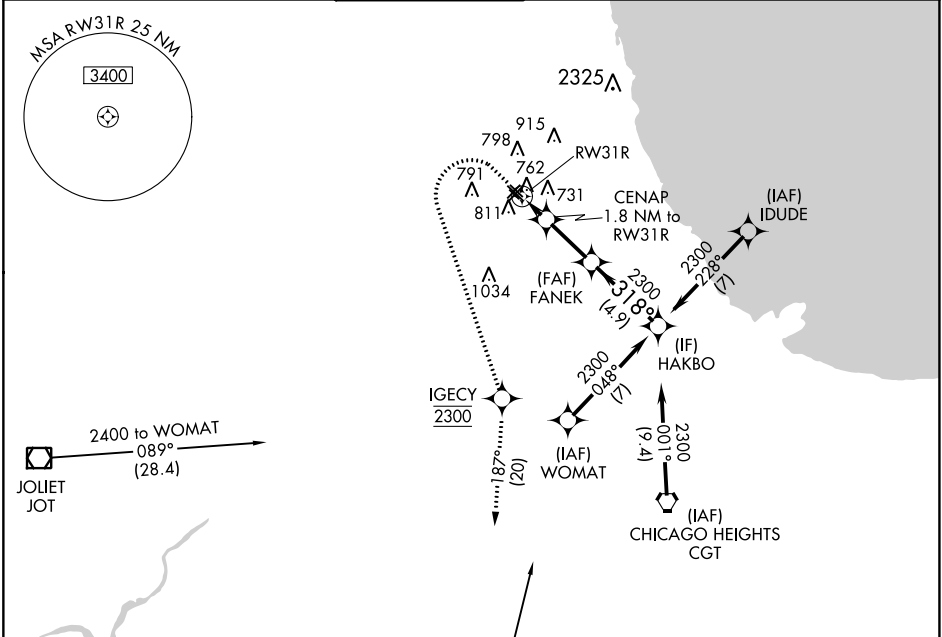 MSA RW31R 25 NM
3400
2325
915
798
RW31R
762
791
731
811
CENAP
1.8 NM to
RW31R
(IAF)
IDUDE
2300
228°
(7)
1034
(FAF)
FANEK
2300
318°
(4.9)
(IF)
HAKBO
2300
048°
(7)
IGECY
2300
2400 to WOMAT
089°
(28.4)
JOLIET
JOT
187°
(20)
(IAF)
WOMAT
2300
001°
(9.4)
(IAF)
CHICAGO HEIGHTS
CGT